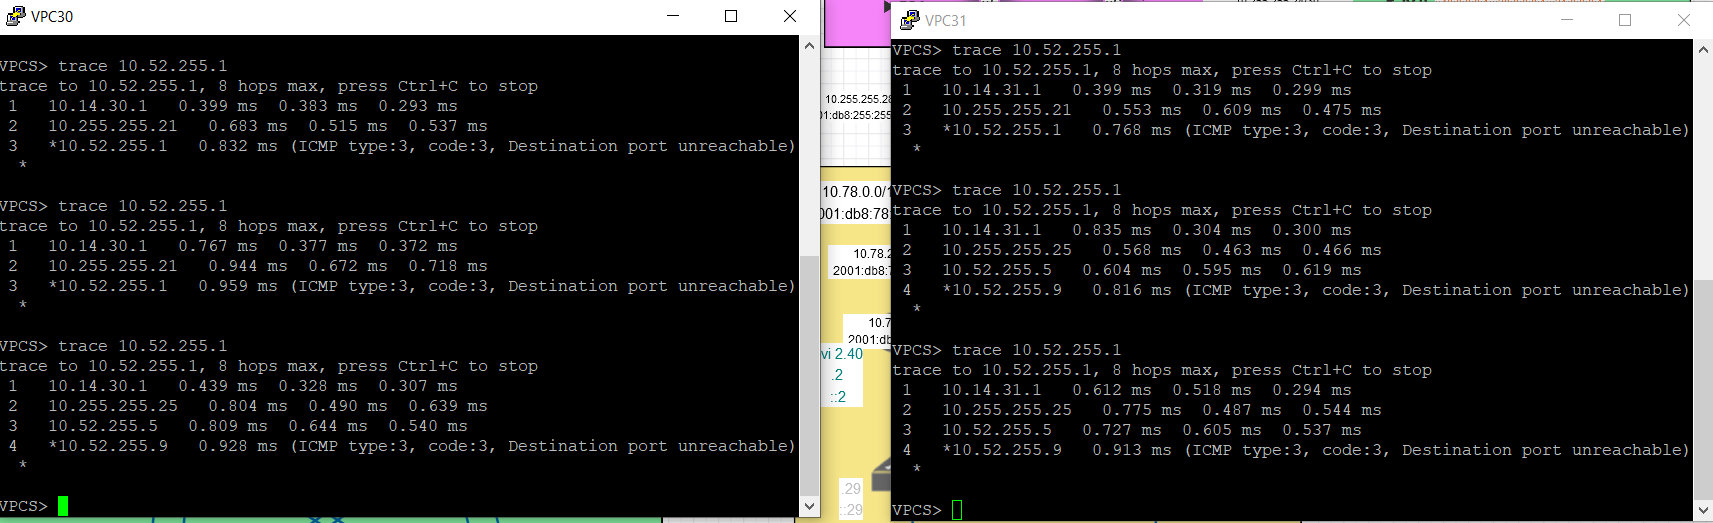 VPC30
VPCS> trace 10.52.255.1
trace to 10.52.255.1, 8 hops max, press Ctrl+C to stop
1 10.14.30.1 0.399 ms 0.383 ms 0.293 ms
2 10.255.255.21 0.683 ms 0.515 ms 0.537 ms
3 *10.52.255.1 0.832 ms (ICMP type:3, code:3, Destination port unreachable)
*
VPCS> trace 10.52.255.1
trace to 10.52.255.1, 8 hops max, press Ctrl+C to stop
1 10.14.30.1 0.767 ms 0.377 ms 0.372 ms
2 10.255.255.21 0.944 ms 0.672 ms 0.718 ms
3 *10.52.255.1 0.959 ms (ICMP type:3, code:3, Destination port unreachable)
*
VPCS> trace 10.52.255.1
trace to 10.52.255.1, 8 hops max, press Ctrl+C to stop
1 10.14.30.1 0.439 ms 0.328 ms 0.307 ms
2 10.255.255.25 0.804 ms 0.490 ms 0.639 ms
3 10.52.255.5 0.809 ms 0.644 ms 0.540 ms
4 *10.52.255.9 0.928 ms (ICMP type:3, code:3, Destination port unreachable)
*
VPCS>
10.255.255.28
01:db8:255:255
10.78.0.0/1
001:db8:78
10.78.2
2001:db8:7
10.7
2001:db
vi 2.40
.2
::2
.29
::29
VPC31
VPCS> trace 10.52.255.1
trace to 10.52.255.1, 8 hops max, press Ctrl+C to stop
1 10.14.31.1 0.399 ms 0.319 ms 0.299 ms
2 10.255.255.21 0.553 ms 0.609 ms 0.475 ms
3 *10.52.255.1 0.768 ms (ICMP type:3, code:3, Destination port unreachable)
*
VPCS> trace 10.52.255.1
trace to 10.52.255.1, 8 hops max, press Ctrl+C to stop
1 10.14.31.1 0.835 ms 0.304 ms 0.300 ms
2 10.255.255.25 0.568 ms 0.463 ms 0.466 ms
3 10.52.255.5 0.604 ms 0.595 ms 0.619 ms
4 *10.52.255.9 0.816 ms (ICMP type:3, code:3, Destination port unreachable)
*
VPCS> trace 10.52.255.1
trace to 10.52.255.1, 8 hops max, press Ctrl+C to stop
1 10.14.31.1 0.612 ms 0.518 ms 0.294 ms
2 10.255.255.25 0.775 ms 0.487 ms 0.544 ms
3 10.52.255.5 0.727 ms 0.605 ms 0.537 ms
4 *10.52.255.9 0.913 ms (ICMP type:3, code:3, Destination port unreachable)
*
VPCS>